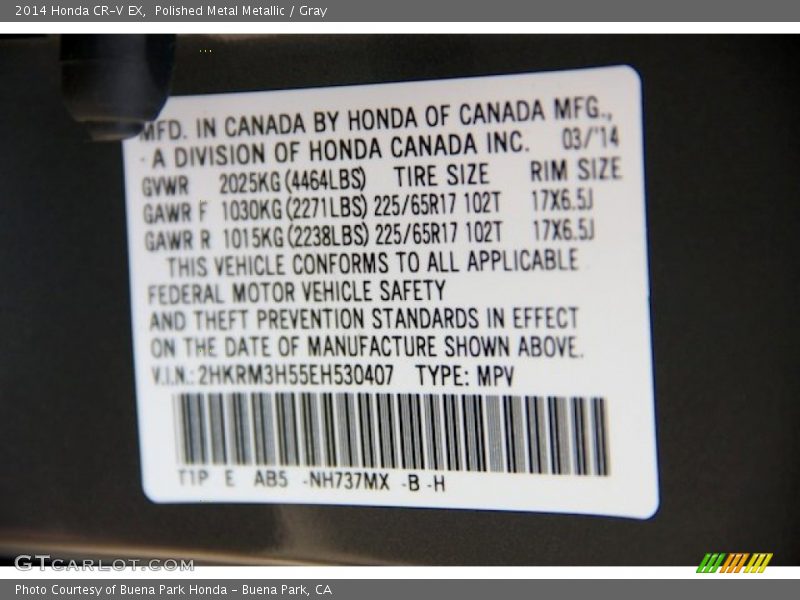 2014 Honda CR-V EX, Polished Metal Metallic / Gray
MFD. IN CANADA BY HONDA OF CANADA MFG.,
A DIVISION OF HONDA CANADA INC. 03/'14
GVWR 2025KG(4464LBS) TIRE SIZE RIM SIZE
GAWR F 1030KG(2271LBS) 225/65R17 102T 17X6.5J
GAWR R 1015KG(2238LBS) 225/65R17 102T 17X6.5J
THIS VEHICLE CONFORMS TO ALL APPLICABLE
FEDERAL MOTOR VEHICLE SAFETY
AND THEFT PREVENTION STANDARDS IN EFFECT
ON THE DATE OF MANUFACTURE SHOWN ABOVE.
V.I.N.: 2HKRM3H55EH530407 TYPE: MPV
T1P E AB5 -NH737MX -B -H
GTCARLOT.COM
Photo Courtesy of Buena Park Honda - Buena Park, CA